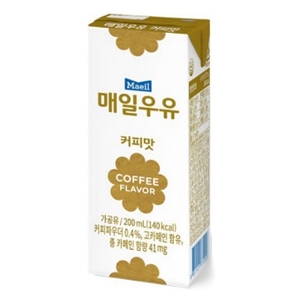 Maeil
매일우유
커피맛
COFFEE
FLAVOR
가공유/200 mL(140 kcal)
커피파우더 0.4%, 고카페인 함유,
총 카페인 함량 41 mg